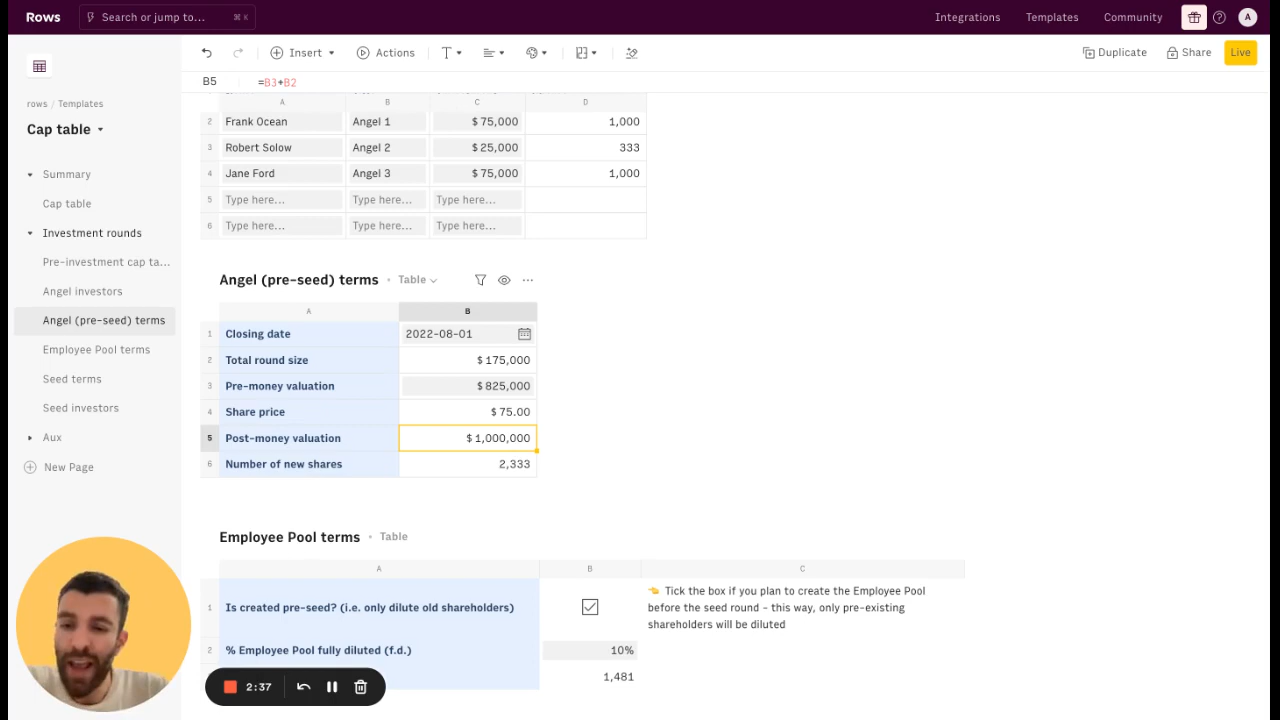 Rows
Search or jump to...
⌘ K
Integrations
Templates
Community
A
Insert
Actions
T
Duplicate
Share
Live
B5
=B3+B2
rows / Templates
Cap table
Summary
Cap table
Investment rounds
Pre-investment cap ta...
Angel investors
Angel (pre-seed) terms
Employee Pool terms
Seed terms
Seed investors
Aux
New Page
A B C D
2 Frank Ocean Angel 1 $ 75,000 1,000
3 Robert Solow Angel 2 $ 25,000 333
4 Jane Ford Angel 3 $ 75,000 1,000
5 Type here... Type here... Type here...
6 Type here... Type here... Type here...
Angel (pre-seed) terms • Table
A B
1 Closing date 2022-08-01
2 Total round size $ 175,000
3 Pre-money valuation $ 825,000
4 Share price $ 75.00
5 Post-money valuation $ 1,000,000
6 Number of new shares 2,333
Employee Pool terms • Table
A B C
1 Is created pre-seed? (i.e. only dilute old shareholders)
👈 Tick the box if you plan to create the Employee Pool
before the seed round - this way, only pre-existing
shareholders will be diluted
2 % Employee Pool fully diluted (f.d.) 10%
1,481
2:37